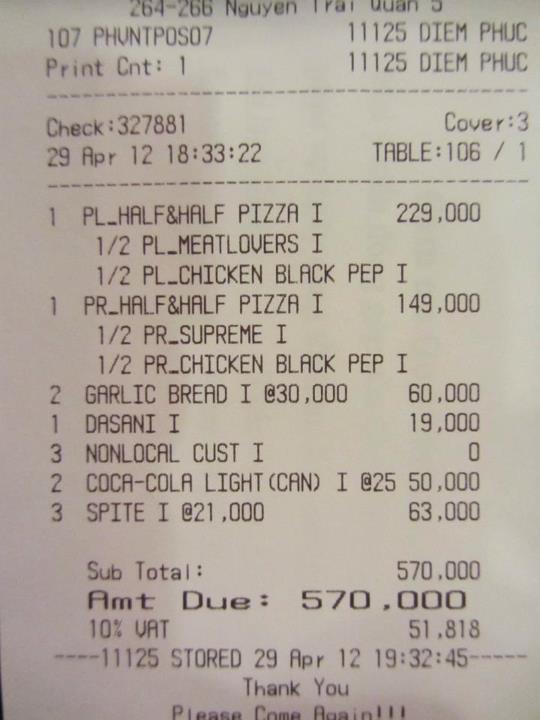 264-266 Nguyen Trai Quan 5
107 PHVNTPOS07 11125 DIEM PHUC
Print Cnt: 1 11125 DIEM PHUC
Check:327881 Cover:3
29 Apr 12 18:33:22 TABLE:106 / 1
1 PL_HALF&HALF PIZZA I 229,000
1/2 PL_MEATLOVERS I
1/2 PL_CHICKEN BLACK PEP I
1 PR_HALF&HALF PIZZA I 149,000
1/2 PR_SUPREME I
1/2 PR_CHICKEN BLACK PEP I
2 GARLIC BREAD I @30,000 60,000
1 DASANI I 19,000
3 NONLOCAL CUST I 0
2 COCA-COLA LIGHT(CAN) I @25 50,000
3 SPITE I @21,000 63,000
Sub Total: 570,000
Amt Due: 570,000
10% VAT 51,818
----11125 STORED 29 Apr 12 19:32:45-----
Thank You
Please Come Again!!!